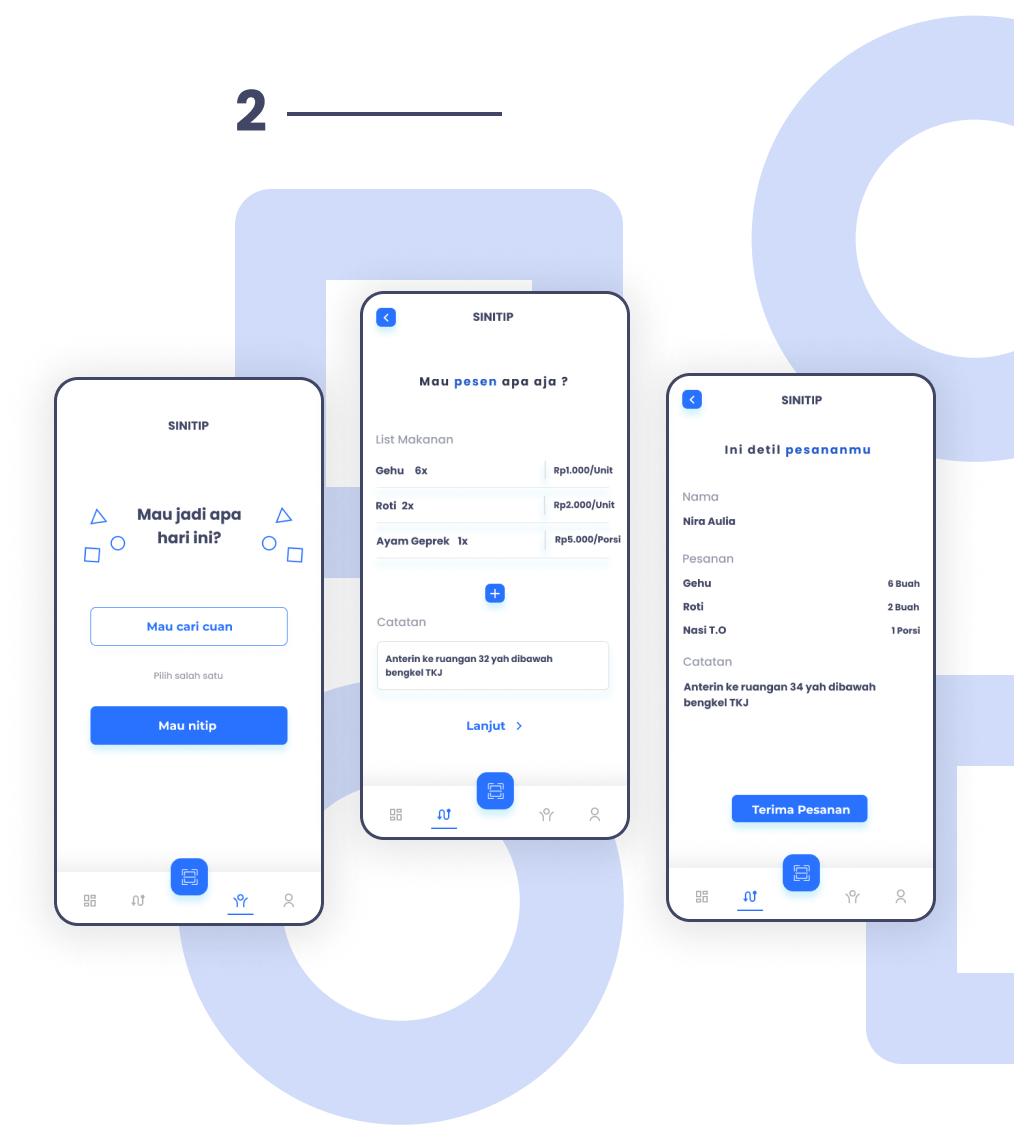 2
SINITIP
Mau jadi apa
hari ini?
Mau cari cuan
Pilih salah satu
Mau nitip
SINITIP
Mau pesen apa aja ?
List Makanan
Gehu 6x Rp1.000/Unit
Roti 2x Rp2.000/Unit
Ayam Geprek 1x Rp5.000/Porsi
Catatan
Anterin ke ruangan 32 yah dibawah
bengkel TKJ
Lanjut
SINITIP
Ini detil pesananmu
Nama
Nira Aulia
Pesanan
Gehu 6 Buah
Roti 2 Buah
Nasi T.O 1 Porsi
Catatan
Anterin ke ruangan 34 yah dibawah
bengkel TKJ
Terima Pesanan